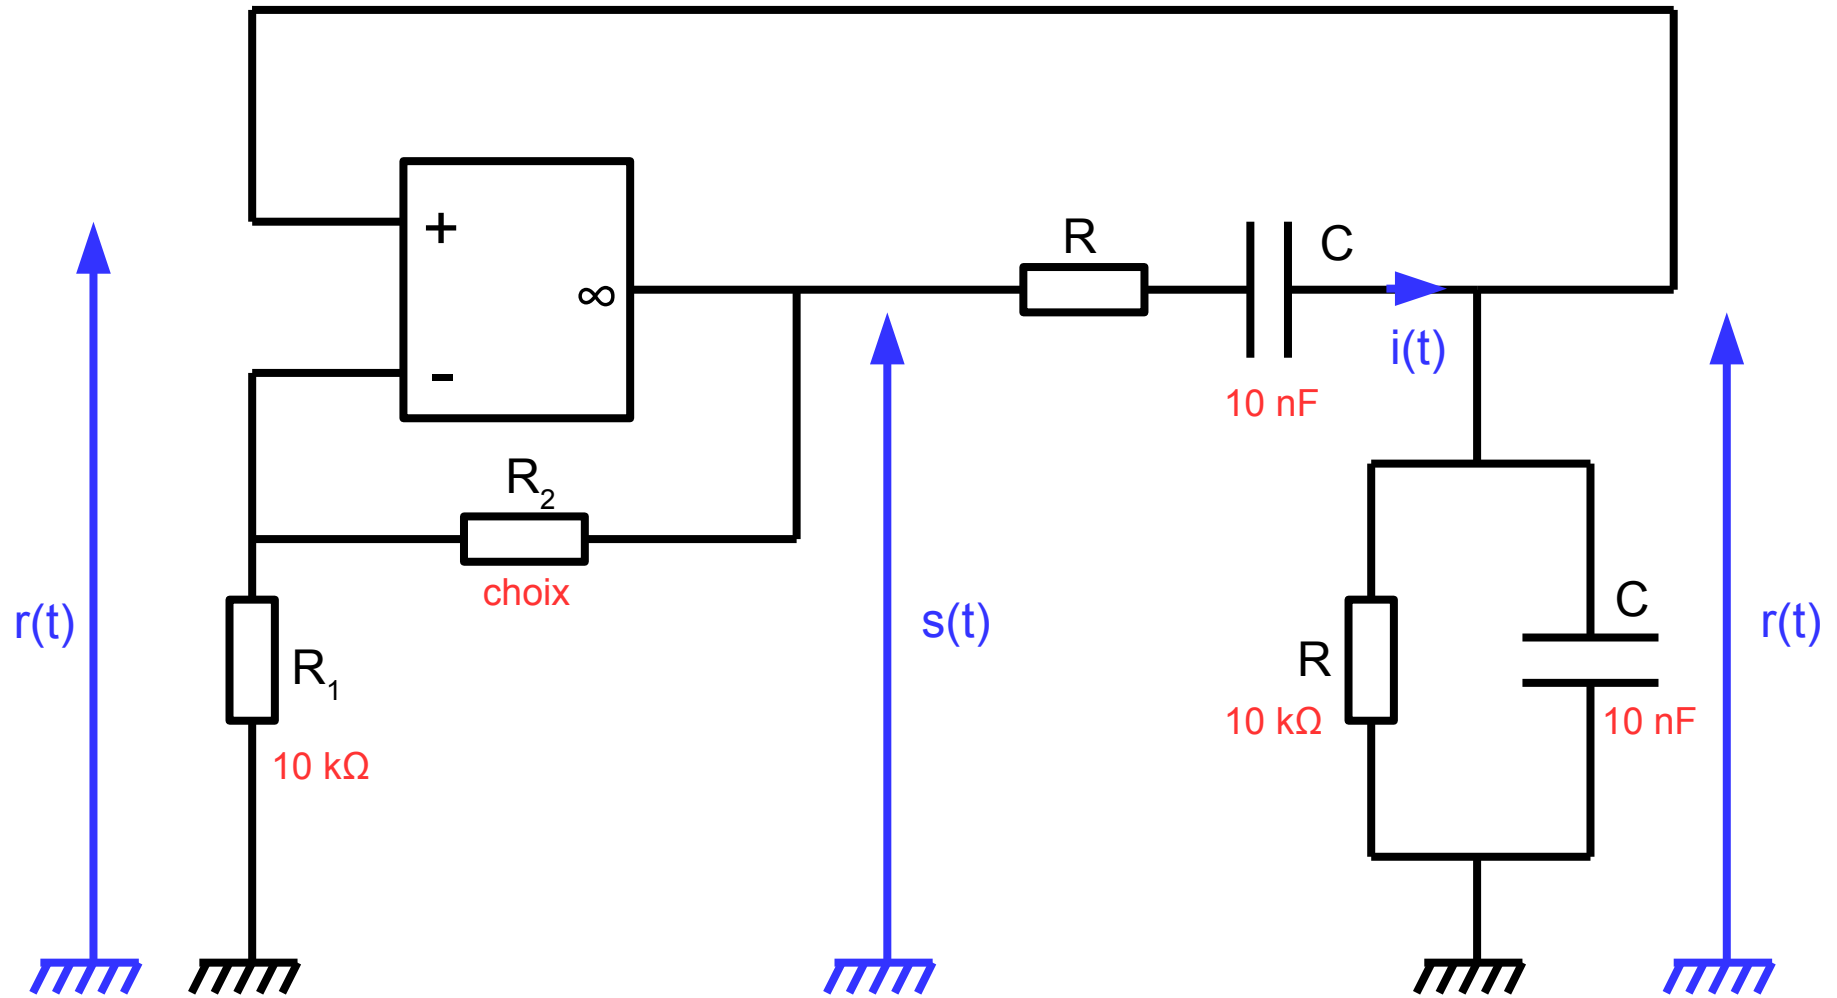 +
∞
-
R
C
i(t)
10 nF
R₂
choix
r(t)
R₁
10 kΩ
s(t)
R
10 kΩ
C
10 nF
r(t)